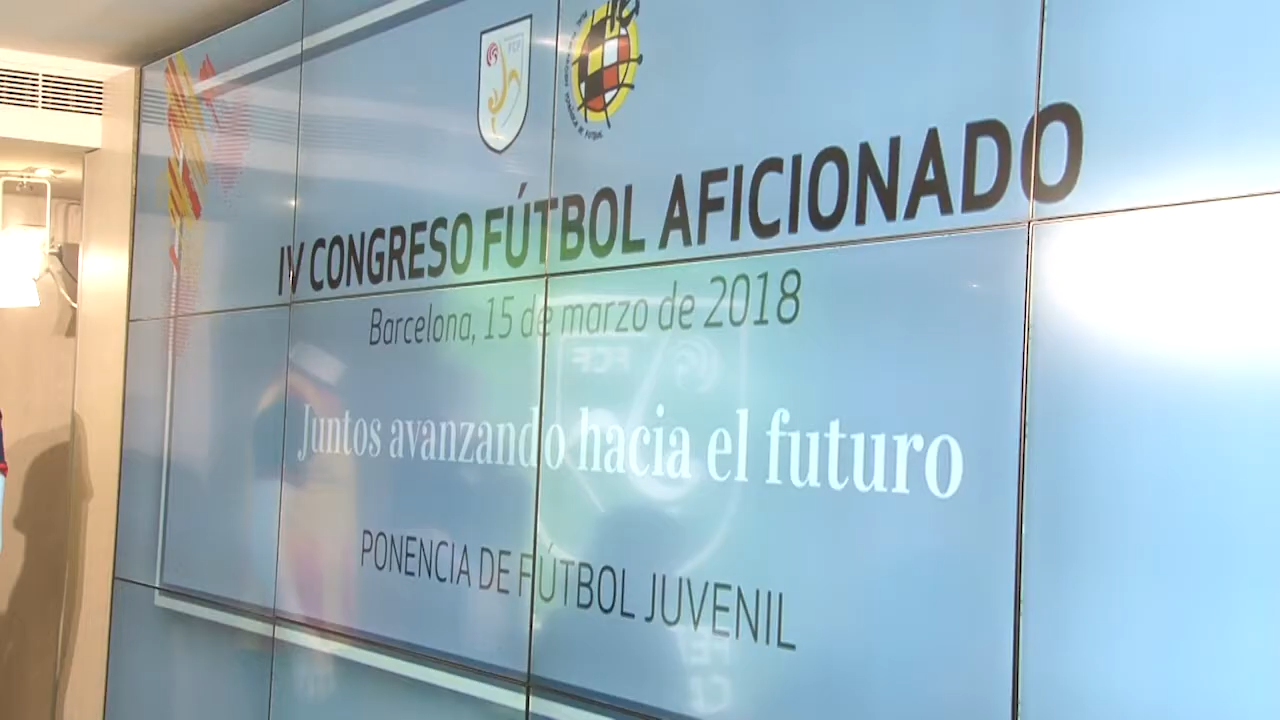 FCF
IV CONGRESO FÚTBOL AFICIONADO
Barcelona, 15 de marzo de 2018
Juntos avanzando hacia el futuro
PONENCIA DE FÚTBOL JUVENIL